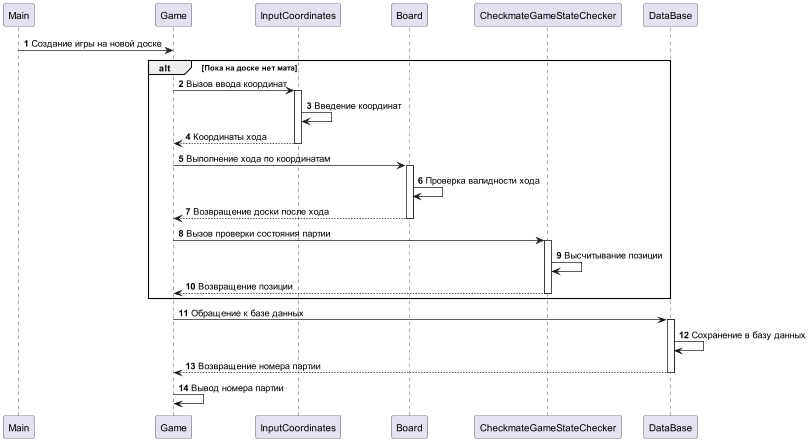 Main
Game
InputCoordinates
Board
CheckmateGameStateChecker
DataBase
1 Создание игры на новой доске
alt
[Пока на доске нет мата]
2 Вызов ввода координат
3 Введение координат
4 Координаты хода
5 Выполнение хода по координатам
6 Проверка валидности хода
7 Возвращение доски после хода
8 Вызов проверки состояния партии
9 Высчитывание позиции
10 Возвращение позиции
11 Обращение к базе данных
12 Сохранение в базу данных
13 Возвращение номера партии
14 Вывод номера партии
Main
Game
InputCoordinates
Board
CheckmateGameStateChecker
DataBase